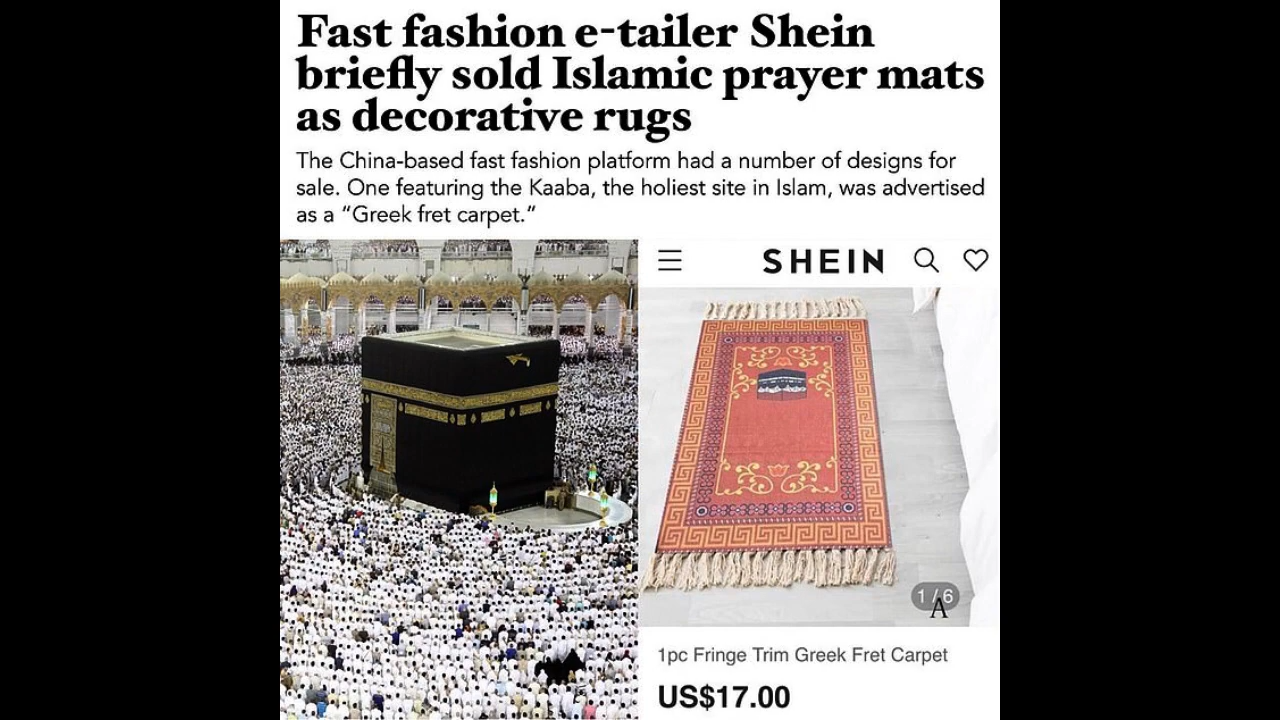 Fast fashion e-tailer Shein
briefly sold Islamic prayer mats
as decorative rugs
The China-based fast fashion platform had a number of designs for
sale. One featuring the Kaaba, the holiest site in Islam, was advertised
as a “Greek fret carpet.”
SHEIN
1/6
A
1pc Fringe Trim Greek Fret Carpet
US$17.00